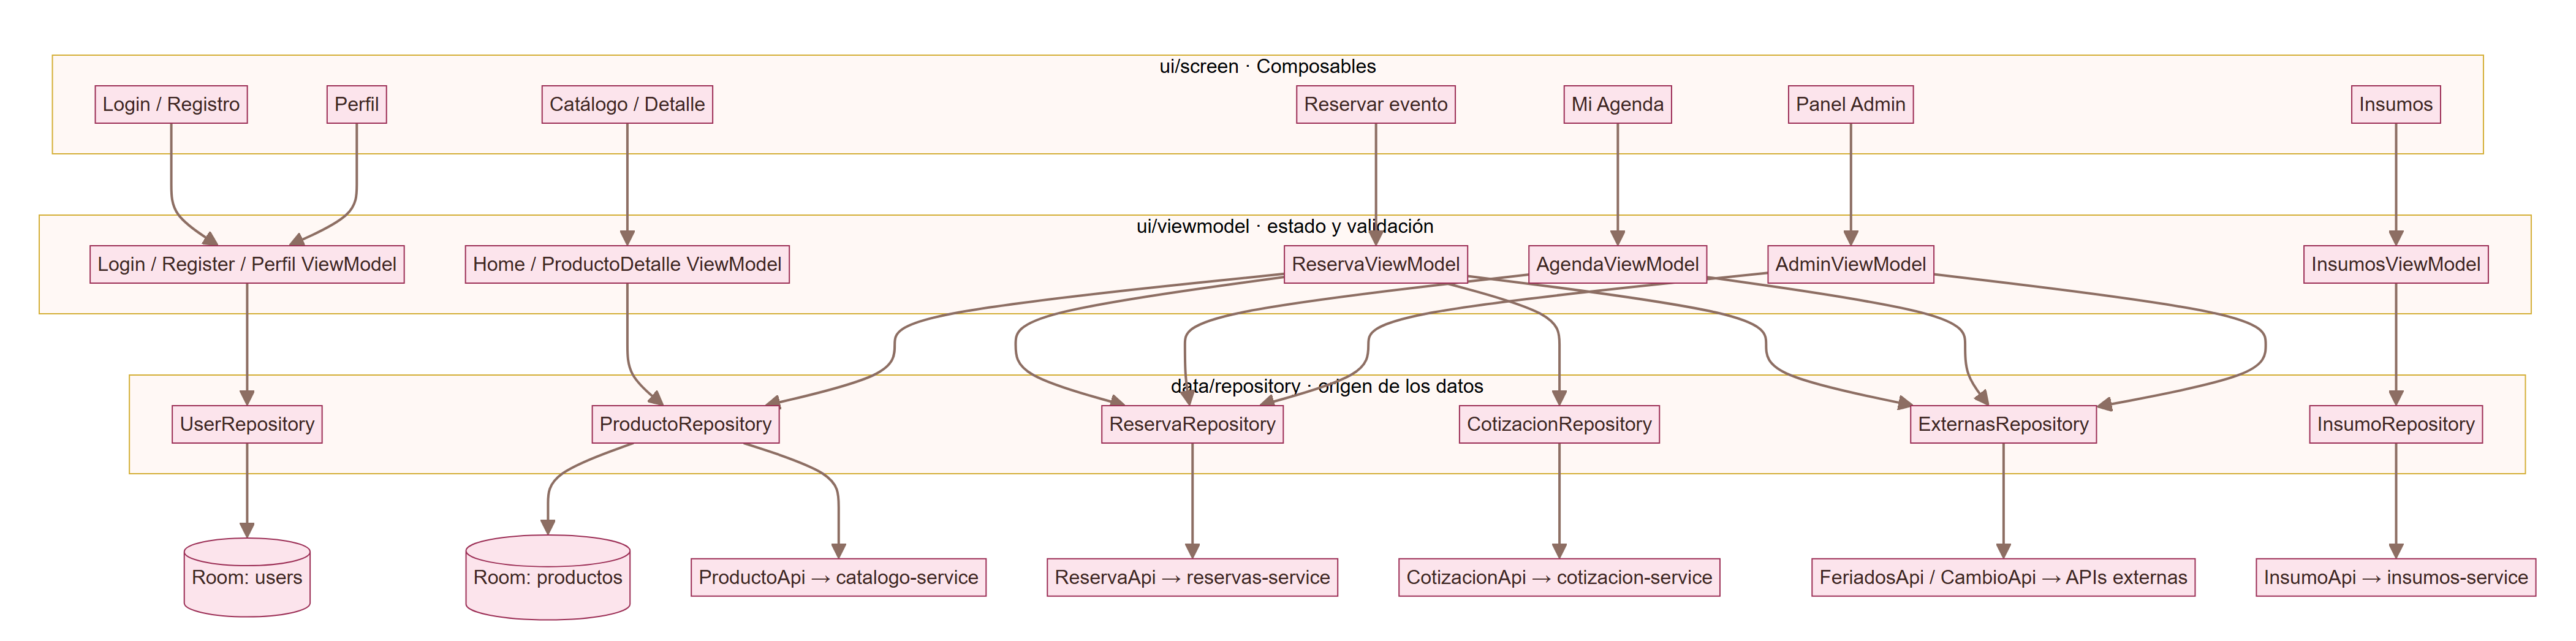 ui/screen · Composables
Login / Registro
Perfil
Catálogo / Detalle
Reservar evento
Mi Agenda
Panel Admin
Insumos
ui/viewmodel · estado y validación
Login / Register / Perfil ViewModel
Home / ProductoDetalle ViewModel
ReservaViewModel
AgendaViewModel
AdminViewModel
InsumosViewModel
data/repository · origen de los datos
UserRepository
ProductoRepository
ReservaRepository
CotizacionRepository
ExternasRepository
InsumoRepository
Room: users
Room: productos
ProductoApi → catalogo-service
ReservaApi → reservas-service
CotizacionApi → cotizacion-service
FeriadosApi / CambioApi → APIs externas
InsumoApi → insumos-service